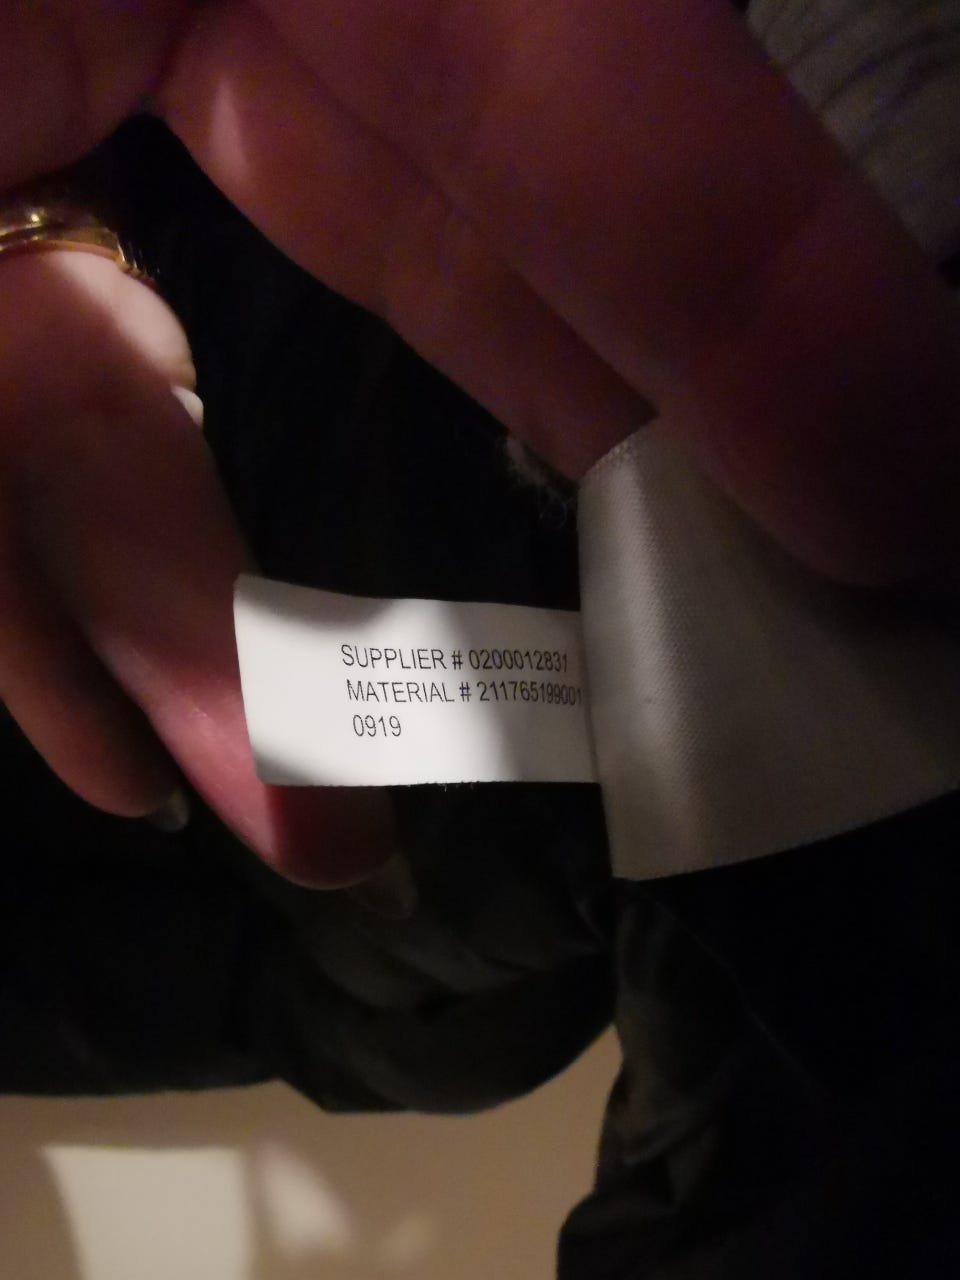 SUPPLIER # 0200012831
MATERIAL # 211765199001
0919